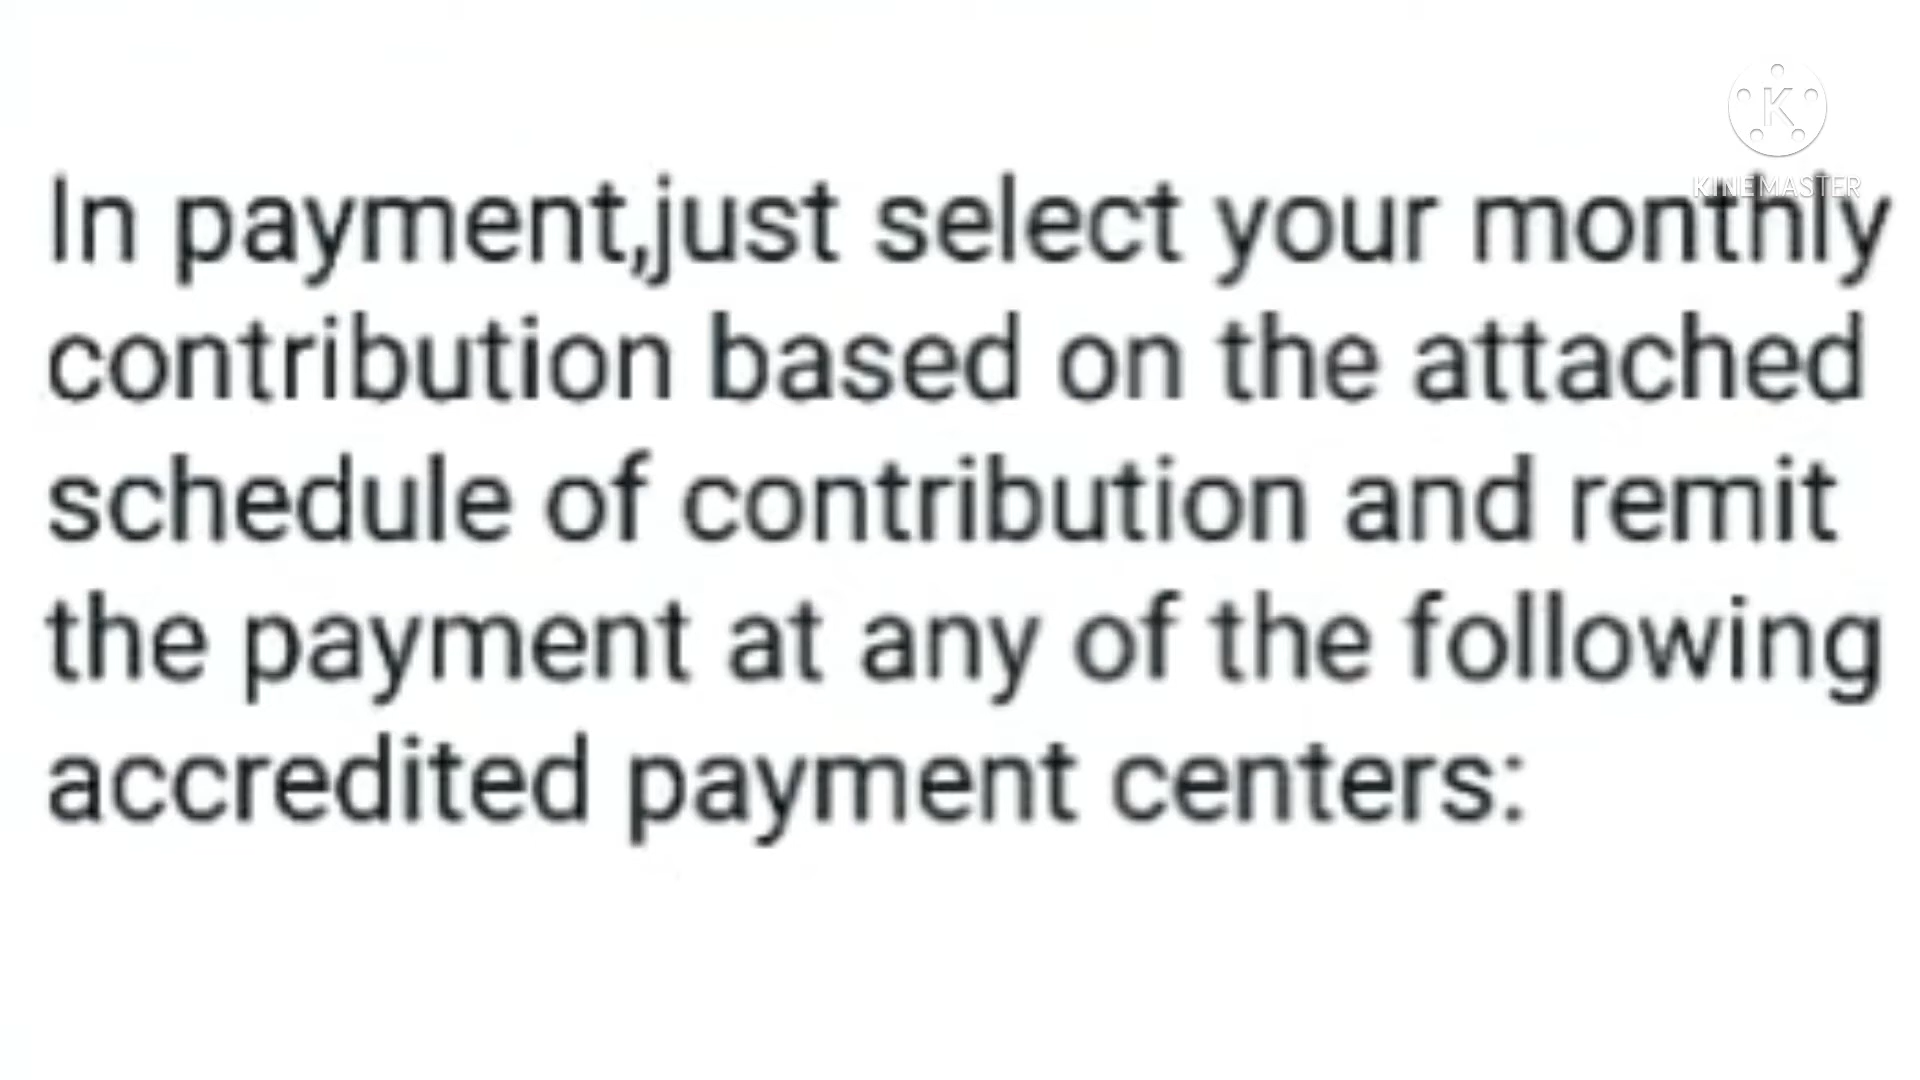 KINEMASTER
In payment,just select your monthly
contribution based on the attached
schedule of contribution and remit
the payment at any of the following
accredited payment centers: